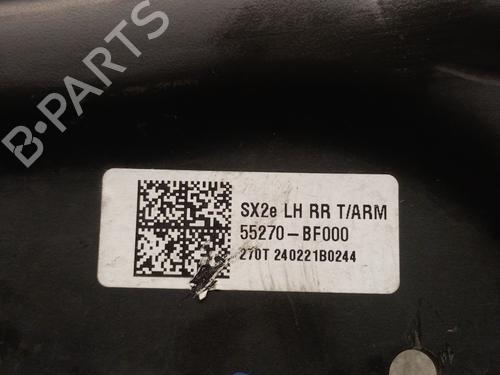 B-PARTS
SX2e LH RR T/ARM
55270-BF000
270T 240221B0244